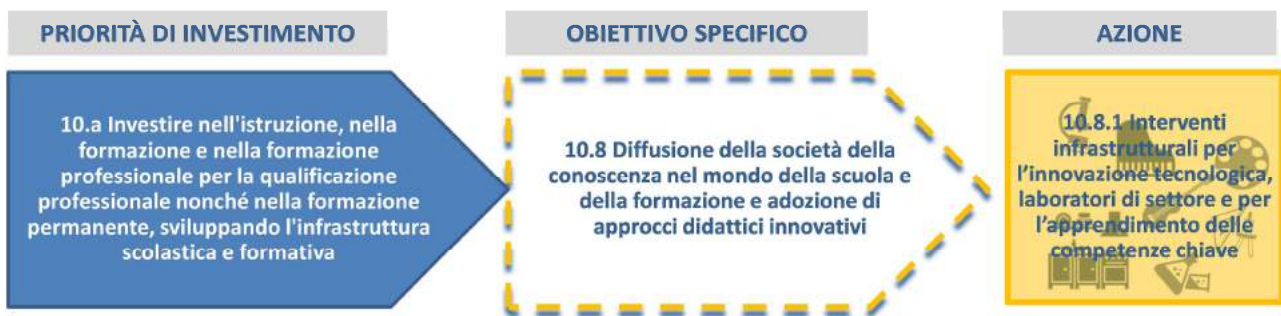 PRIORITÀ DI INVESTIMENTO
OBIETTIVO SPECIFICO
AZIONE
10.a Investire nell'istruzione, nella
formazione e nella formazione
professionale per la qualificazione
professionale nonché nella formazione
permanente, sviluppando l'infrastruttura
scolastica e formativa
10.8 Diffusione della società della
conoscenza nel mondo della scuola e
della formazione e adozione di
approcci didattici innovativi
10.8.1 Interventi
infrastrutturali per
l’innovazione tecnologica,
laboratori di settore e per
l’apprendimento delle
competenze chiave